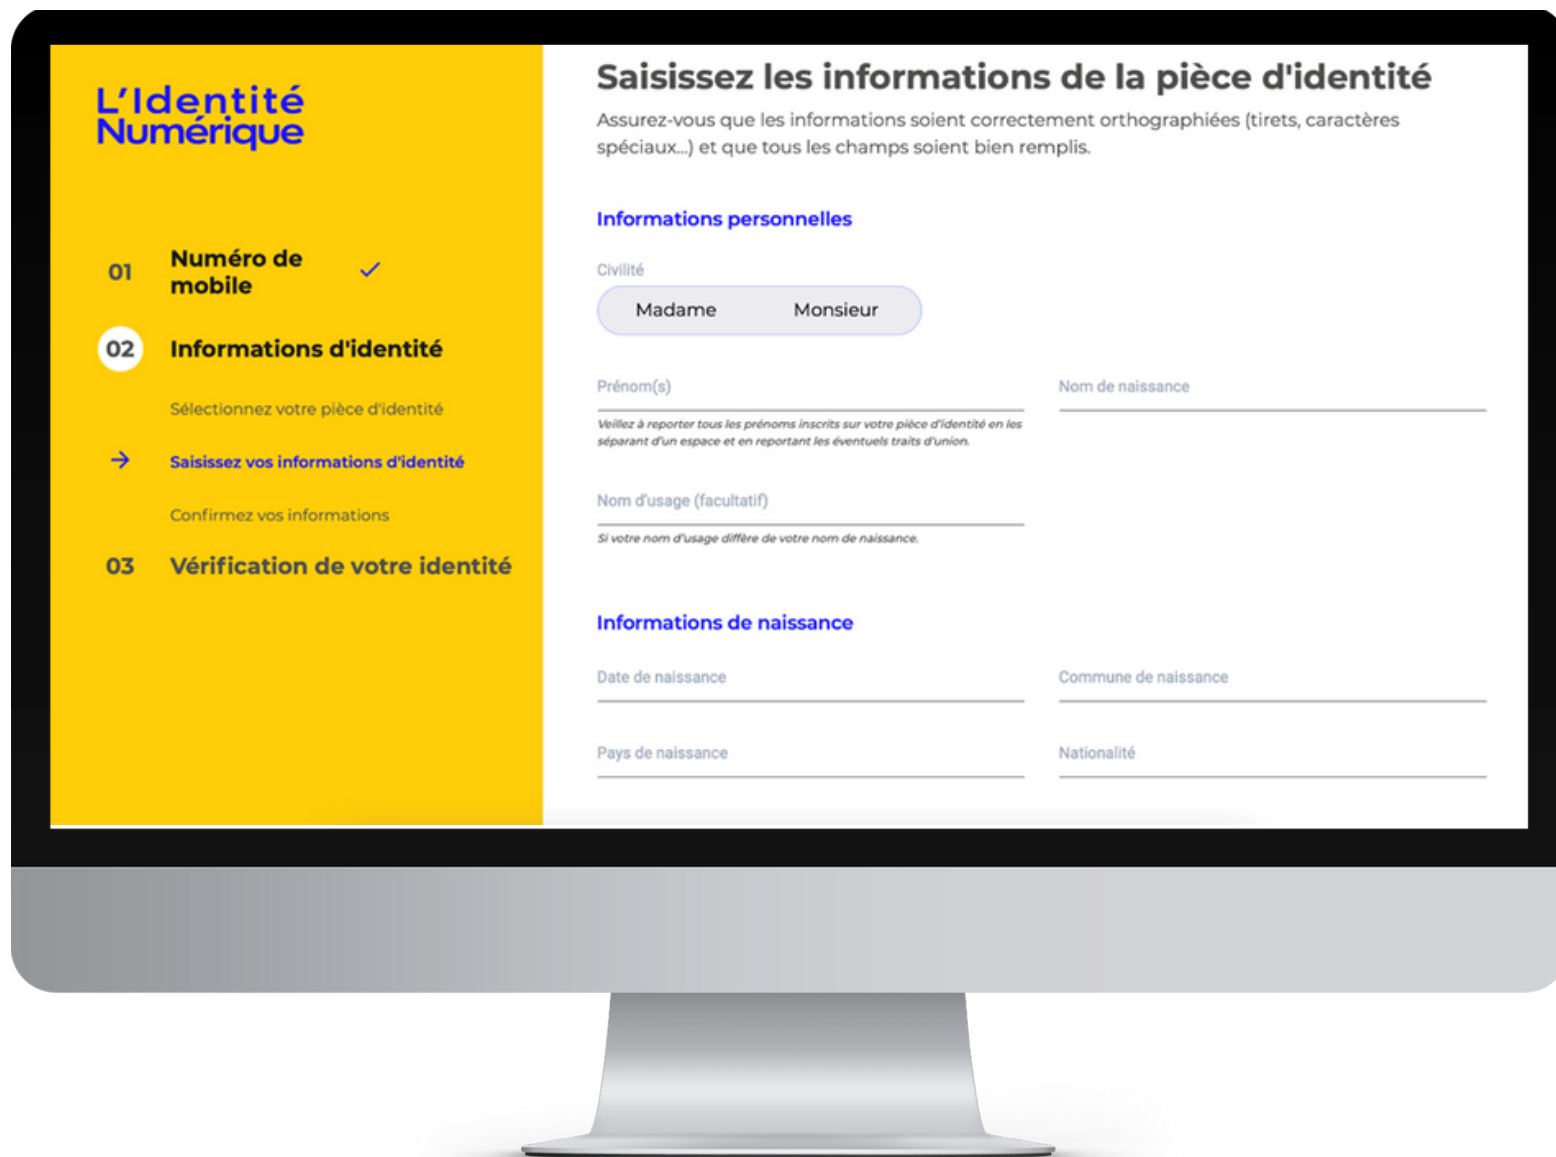 L'Identité
Numérique
01 Numéro de
mobile
02 Informations d'identité
Sélectionnez votre pièce d'identité
Saisissez vos informations d'identité
Confirmez vos informations
03 Vérification de votre identité
Saisissez les informations de la pièce d'identité
Assurez-vous que les informations soient correctement orthographiées (tirets, caractères
spéciaux...) et que tous les champs soient bien remplis.
Informations personnelles
Civilité
Madame Monsieur
Prénom(s) Nom de naissance
Veillez à reporter tous les prénoms inscrits sur votre pièce d'identité en les
séparant d'un espace et en reportant les éventuels traits d'union.
Nom d'usage (facultatif)
Si votre nom d'usage diffère de votre nom de naissance.
Informations de naissance
Date de naissance Commune de naissance
Pays de naissance Nationalité